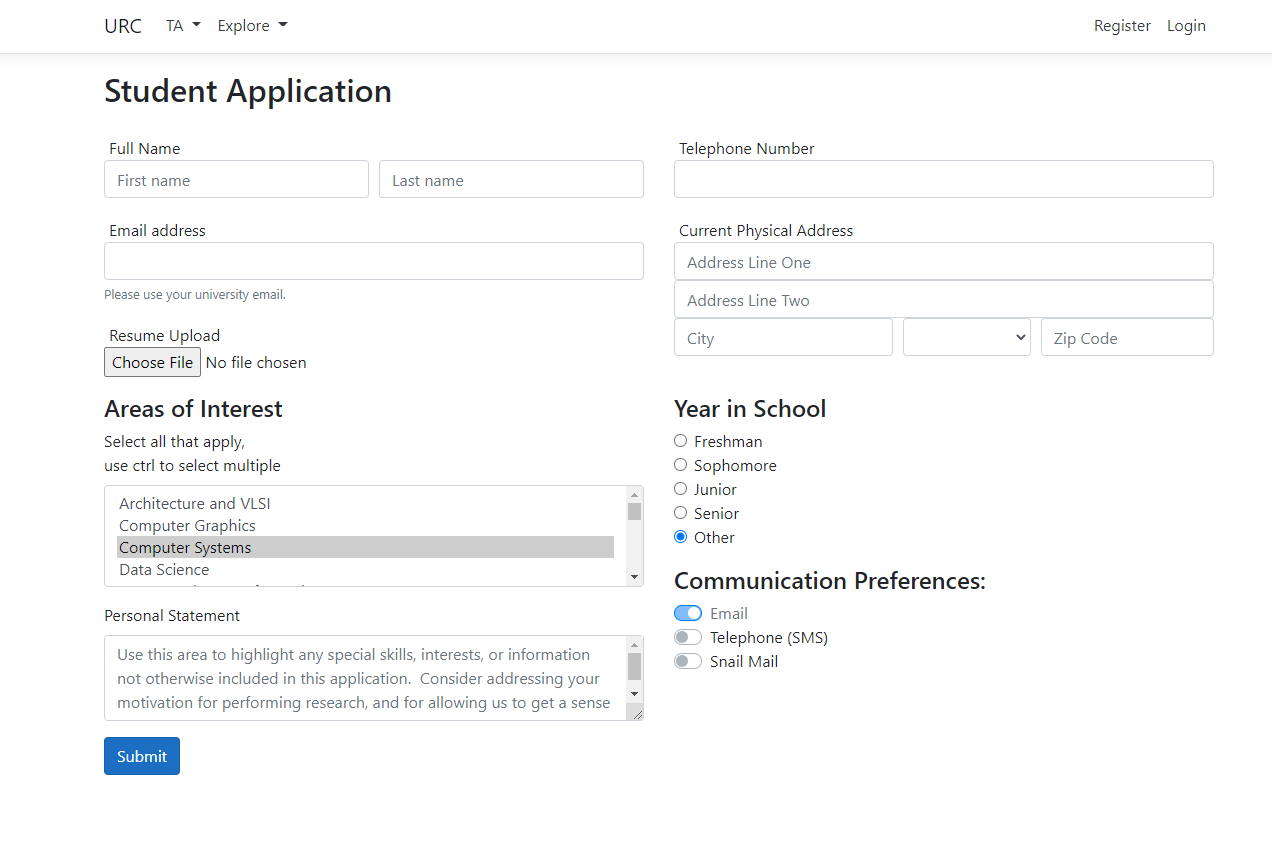 URC TA Explore Register Login
Student Application
Full Name
First name Last name
Email address
Please use your university email.
Resume Upload
Choose File No file chosen
Telephone Number
Current Physical Address
Address Line One
Address Line Two
City Zip Code
Areas of Interest
Select all that apply,
use ctrl to select multiple
Architecture and VLSI
Computer Graphics
Computer Systems
Data Science
Personal Statement
Use this area to highlight any special skills, interests, or information
not otherwise included in this application.  Consider addressing your
motivation for performing research, and for allowing us to get a sense
Submit
Year in School
Freshman
Sophomore
Junior
Senior
Other
Communication Preferences:
Email
Telephone (SMS)
Snail Mail